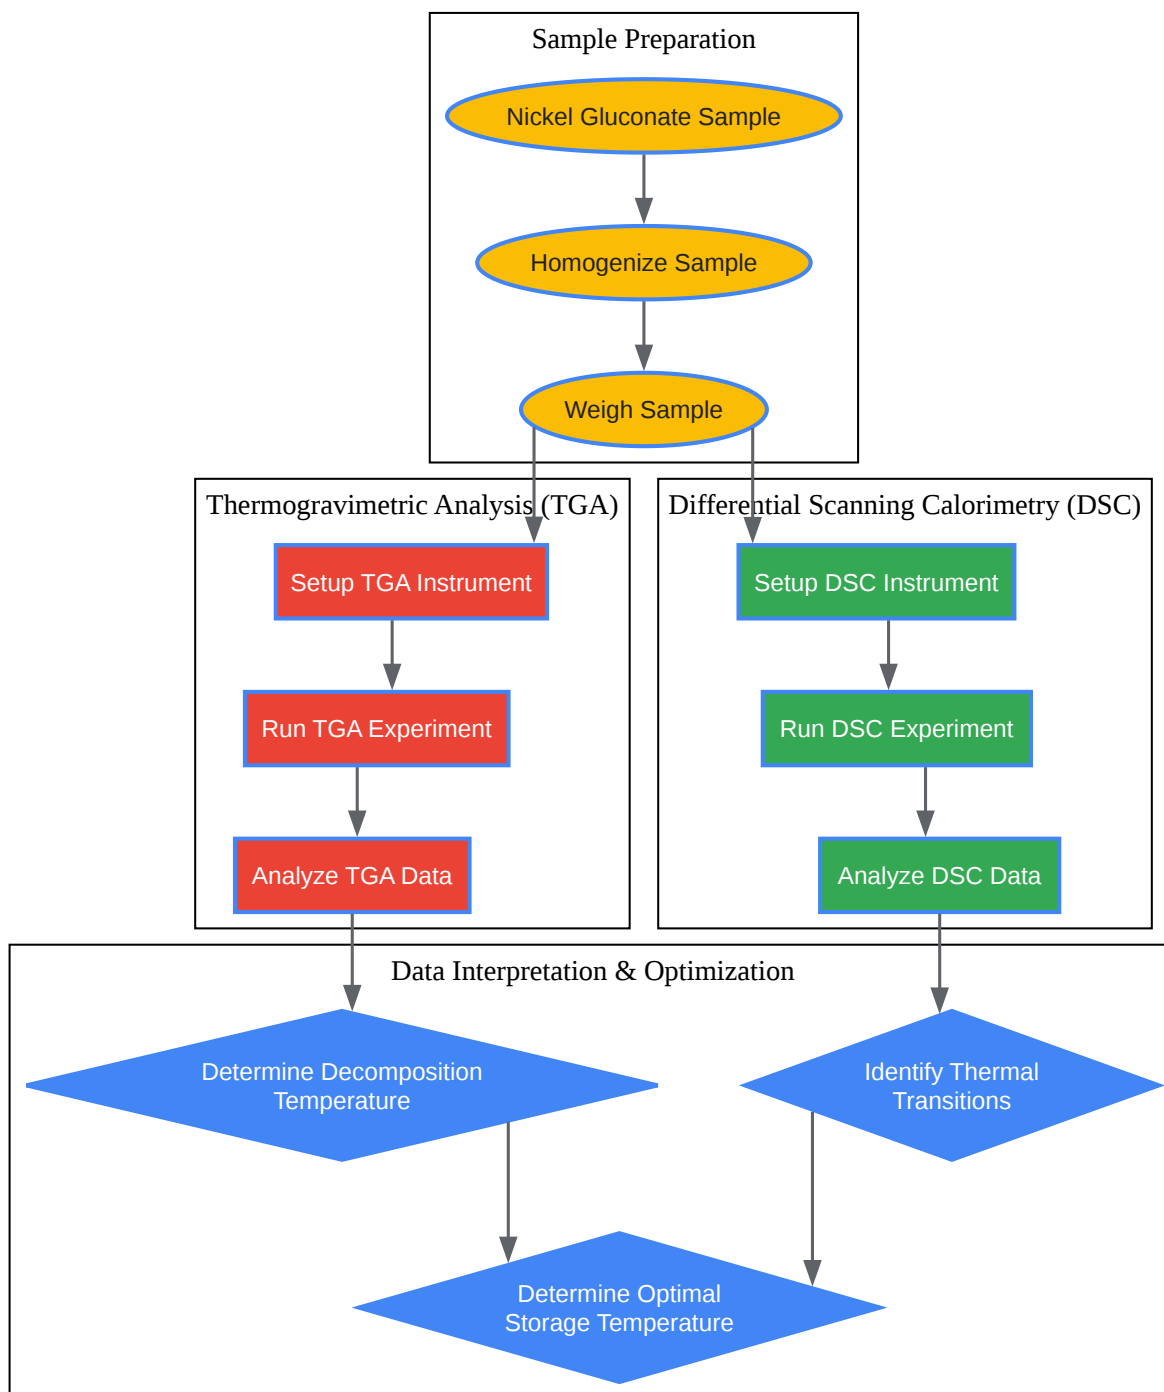 Sample Preparation
Nickel Gluconate Sample
Homogenize Sample
Weigh Sample
Thermogravimetric Analysis (TGA)
Setup TGA Instrument
Run TGA Experiment
Analyze TGA Data
Differential Scanning Calorimetry (DSC)
Setup DSC Instrument
Run DSC Experiment
Analyze DSC Data
Data Interpretation & Optimization
Determine Decomposition
Temperature
Identify Thermal
Transitions
Determine Optimal
Storage Temperature